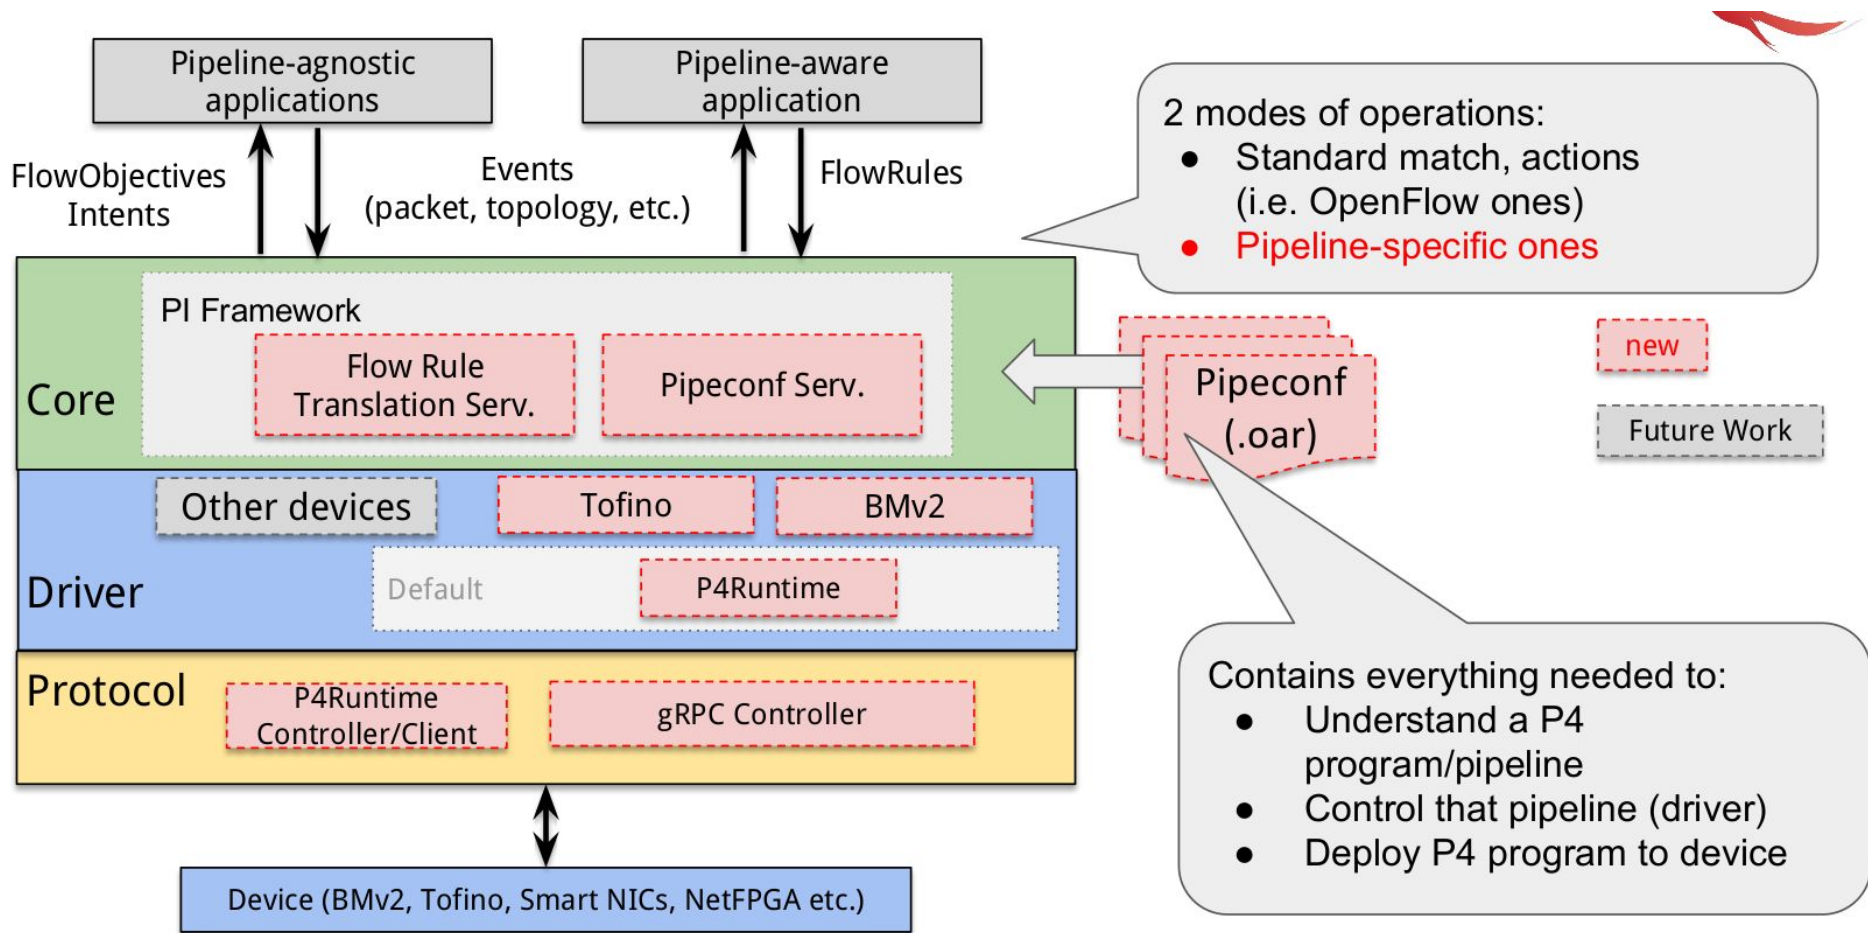 Pipeline-agnostic
applications
Pipeline-aware
application
FlowObjectives
Intents
Events
(packet, topology, etc.)
FlowRules
2 modes of operations:
● Standard match, actions
(i.e. OpenFlow ones)
● Pipeline-specific ones
Core
PI Framework
Flow Rule
Translation Serv.
Pipeconf Serv.
Pipeconf
(.oar)
new
Future Work
Driver
Other devices
Tofino
BMv2
Default
P4Runtime
Protocol
P4Runtime
Controller/Client
gRPC Controller
Contains everything needed to:
● Understand a P4
program/pipeline
● Control that pipeline (driver)
● Deploy P4 program to device
Device (BMv2, Tofino, Smart NICs, NetFPGA etc.)